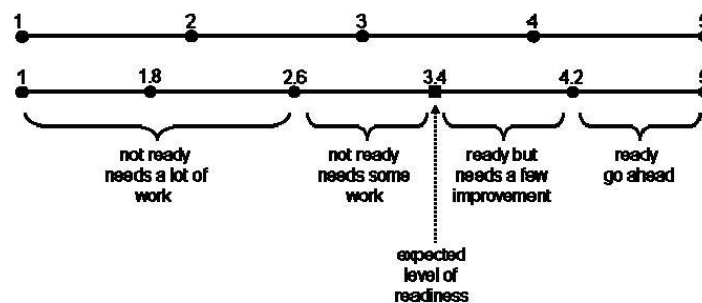 1 2 3 4 5
1 1.8 2.6 3.4 4.2 5
not ready
needs a lot of
work
not ready
needs some
work
ready but
needs a few
improvement
ready
go ahead
expected
level of
readiness